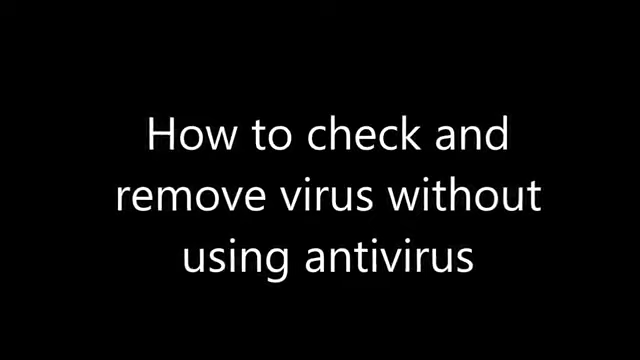 How to check and
remove virus without
using antivirus